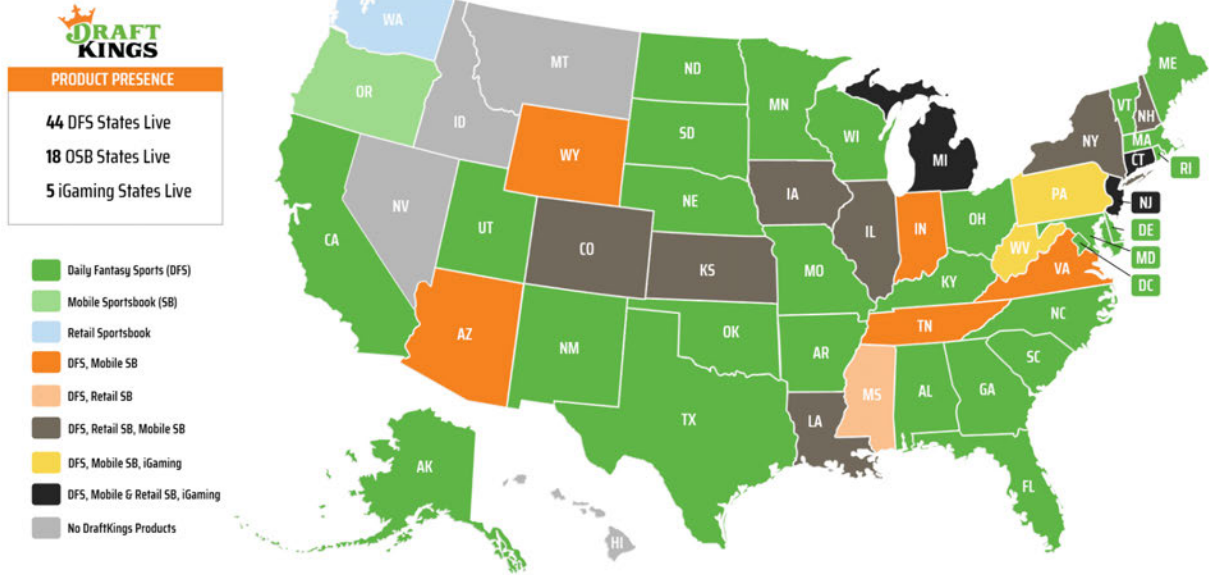 DRAFT
KINGS
PRODUCT PRESENCE
44 DFS States Live
18 OSB States Live
5 iGaming States Live
Daily Fantasy Sports (DFS)
Mobile Sportsbook (SB)
Retail Sportsbook
DFS, Mobile SB
DFS, Retail SB
DFS, Retail SB, Mobile SB
DFS, Mobile SB, iGaming
DFS, Mobile & Retail SB, iGaming
No DraftKings Products
WA
OR
ID
MT
ND
MN
SD
WI
WY
NV
CA
UT
CO
NE
IA
IL
IN
MI
OH
KS
MO
KY
AZ
NM
OK
AR
TN
TX
LA
MS
AL
GA
FL
SC
NC
VA
WV
PA
NY
VT
NH
ME
MA
CT
RI
NJ
DE
MD
DC
AK
HI